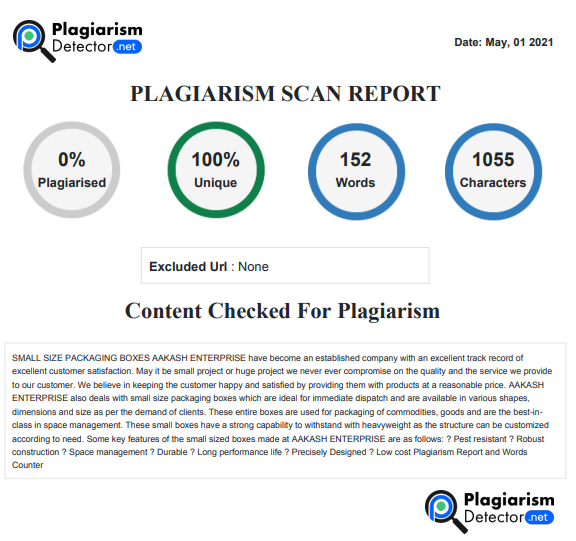 Plagiarism
Detector.net
Date: May, 01 2021
PLAGIARISM SCAN REPORT
0%
Plagiarised
100%
Unique
152
Words
1055
Characters
Excluded Url : None
Content Checked For Plagiarism
SMALL SIZE PACKAGING BOXES AAKASH ENTERPRISE have become an established company with an excellent track record of
excellent customer satisfaction. May it be small project or huge project we never ever compromise on the quality and the service we provide
to our customer. We believe in keeping the customer happy and satisfied by providing them with products at a reasonable price. AAKASH
ENTERPRISE also deals with small size packaging boxes which are ideal for immediate dispatch and are available in various shapes,
dimensions and size as per the demand of clients. These entire boxes are used for packaging of commodities, goods and are the best-in-
class in space management. These small boxes have a strong capability to withstand with heavyweight as the structure can be customized
according to need. Some key features of the small sized boxes made at AAKASH ENTERPRISE are as follows: ? Pest resistant ? Robust
construction ? Space management ? Durable ? Long performance life ? Precisely Designed ? Low cost Plagiarism Report and Words
Counter
Plagiarism
Detector.net